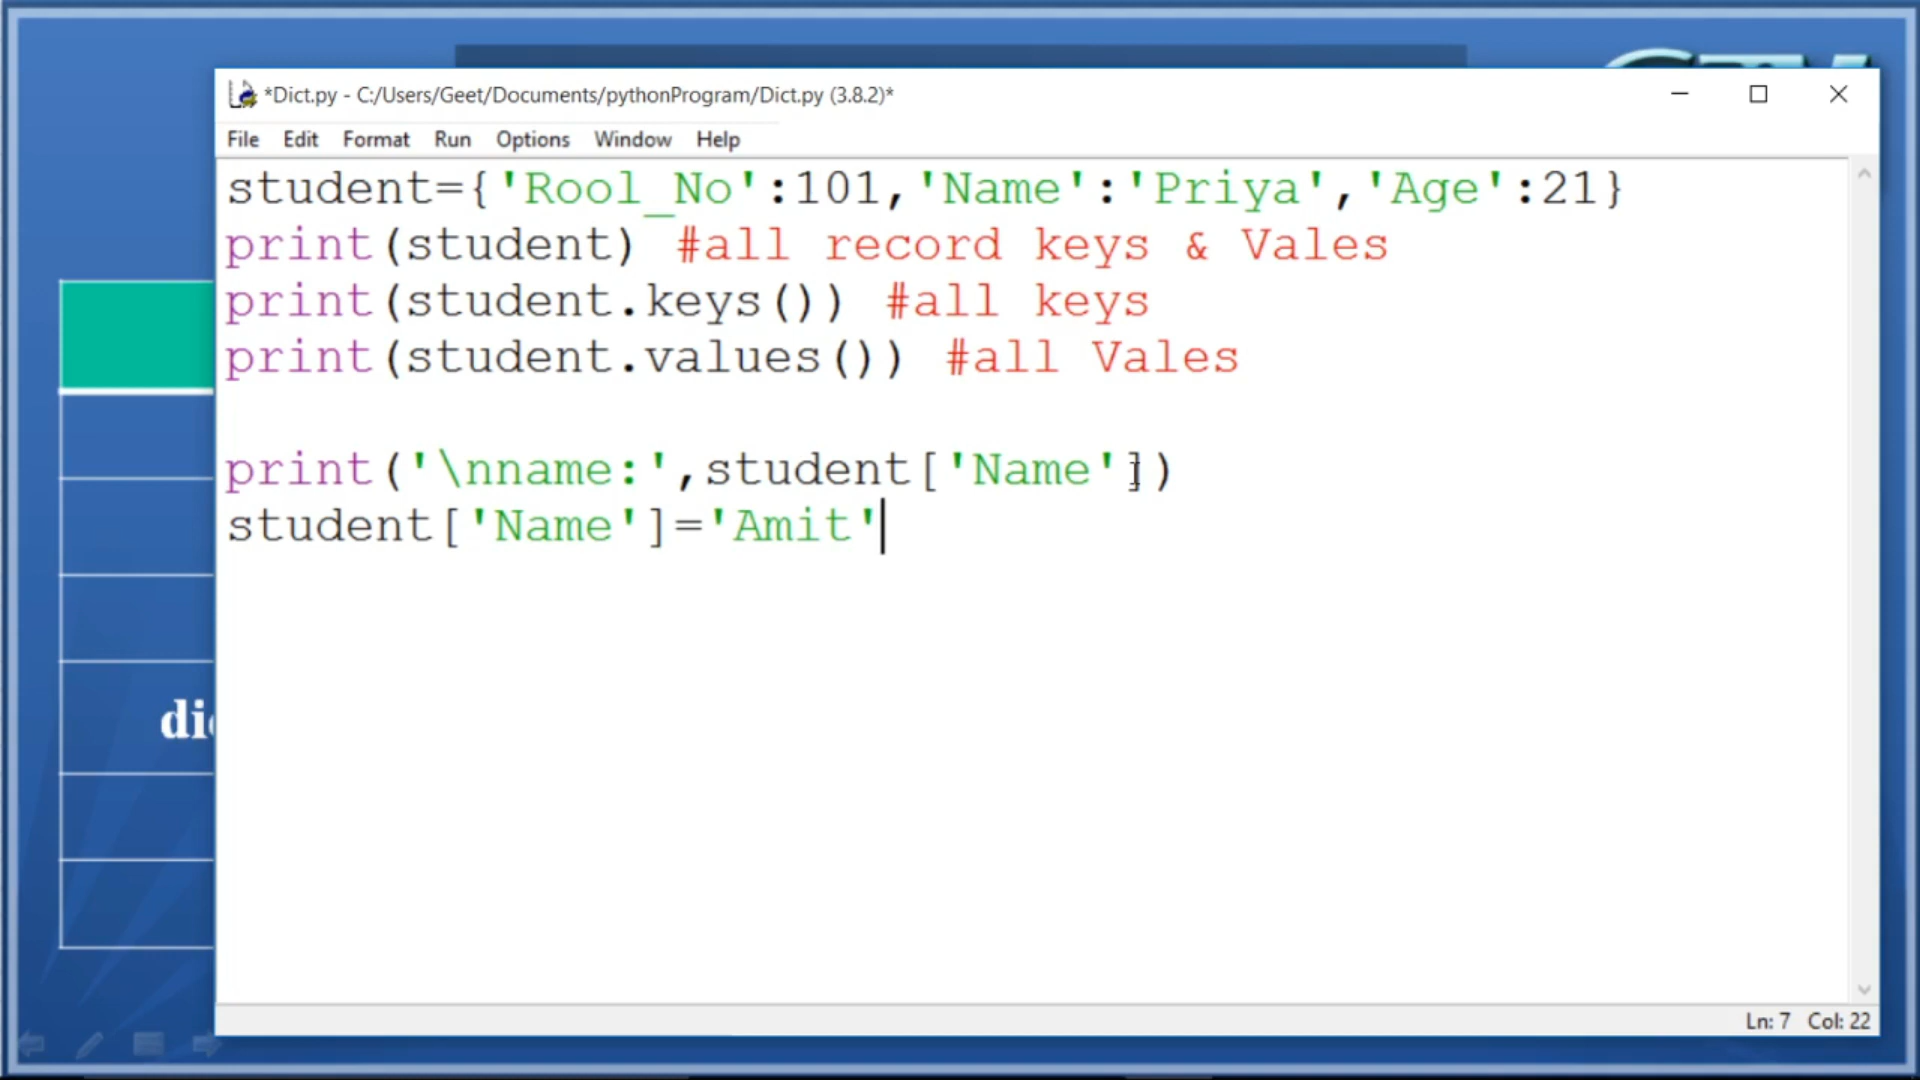 *Dict.py - C:/Users/Geet/Documents/pythonProgram/Dict.py (3.8.2)*
File Edit Format Run Options Window Help
student={'Rool_No':101,'Name':'Priya','Age':21}
print(student) #all record keys & Vales
print(student.keys()) #all keys
print(student.values()) #all Vales
print('\nname:',student['Name'])
student['Name']='Amit'
Ln: 7 Col: 22